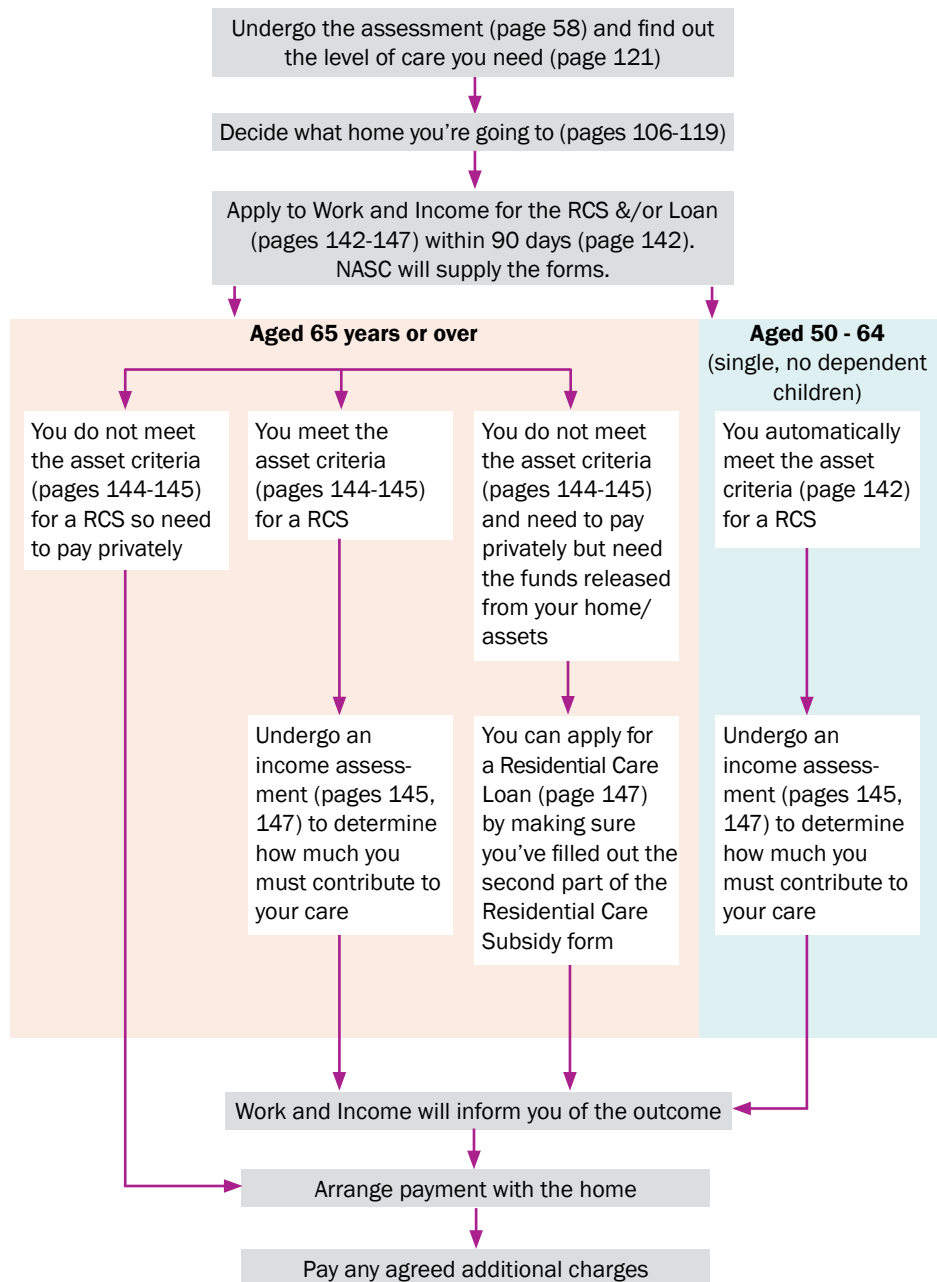 Undergo the assessment (page 58) and find out
the level of care you need (page 121)
Decide what home you're going to (pages 106-119)
Apply to Work and Income for the RCS &/or Loan
(pages 142-147) within 90 days (page 142).
NASC will supply the forms.
Aged 65 years or over
You do not meet
the asset criteria
(pages 144-145)
for a RCS so need
to pay privately
You meet the
asset criteria
(pages 144-145)
for a RCS
Undergo an
income assess-
ment (pages 145,
147) to determine
how much you
must contribute to
your care
You do not meet
the asset criteria
(pages 144-145)
and need to pay
privately but need
the funds released
from your home/
assets
You can apply for
a Residential Care
Loan (page 147)
by making sure
you've filled out the
second part of the
Residential Care
Subsidy form
Aged 50 - 64
(single, no dependent
children)
You automatically
meet the asset
criteria (page 142)
for a RCS
Undergo an
income assess-
ment (pages 145,
147) to determine
how much you
must contribute to
your care
Work and Income will inform you of the outcome
Arrange payment with the home
Pay any agreed additional charges